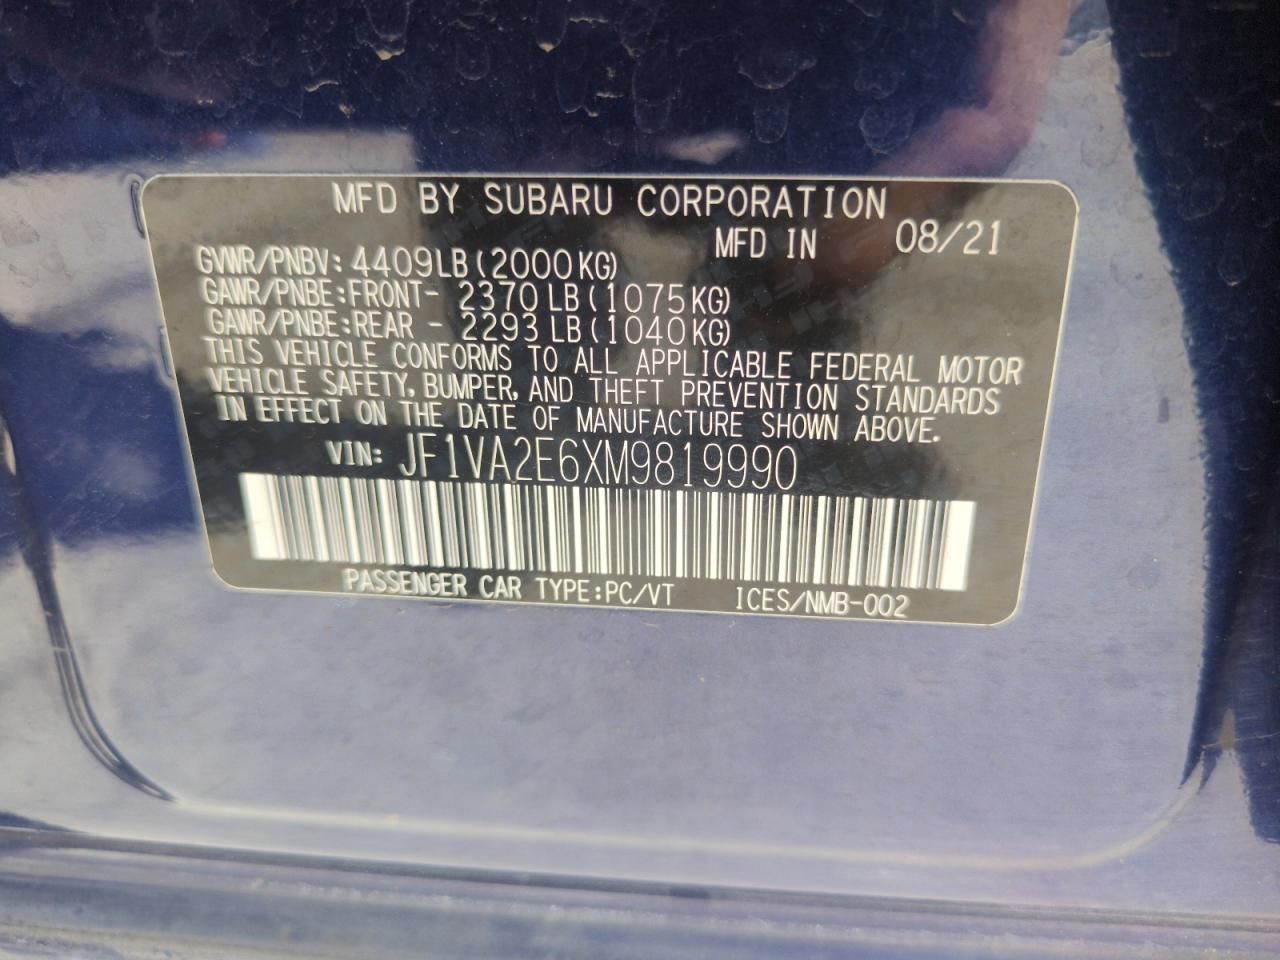 MFD BY SUBARU CORPORATION
MFD IN 08/21
GVWR/PNBV: 4409LB(2000KG)
GAWR/PNBE:FRONT- 2370LB(1075KG)
GAWR/PNBE:REAR - 2293LB(1040KG)
THIS VEHICLE CONFORMS TO ALL APPLICABLE FEDERAL MOTOR
VEHICLE SAFETY, BUMPER, AND THEFT PREVENTION STANDARDS
IN EFFECT ON THE DATE OF MANUFACTURE SHOWN ABOVE.
VIN: JF1VA2E6XM9819990
PASSENGER CAR TYPE:PC/VT ICES/NMB-002